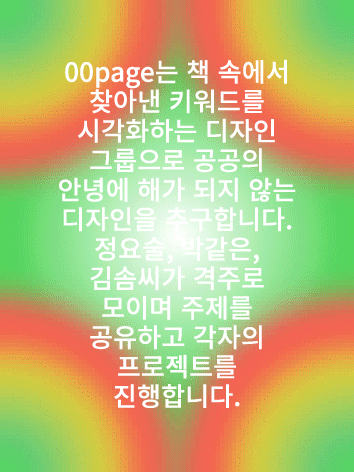 00page는 책 속에서
찾아낸 키워드를
시각화하는 디자인
그룹으로 공공의
안녕에 해가 되지 않는
디자인을 추구합니다.
정요술, 박같은,
김솜씨가 격주로
모이며 주제를
공유하고 각자의
프로젝트를
진행합니다.